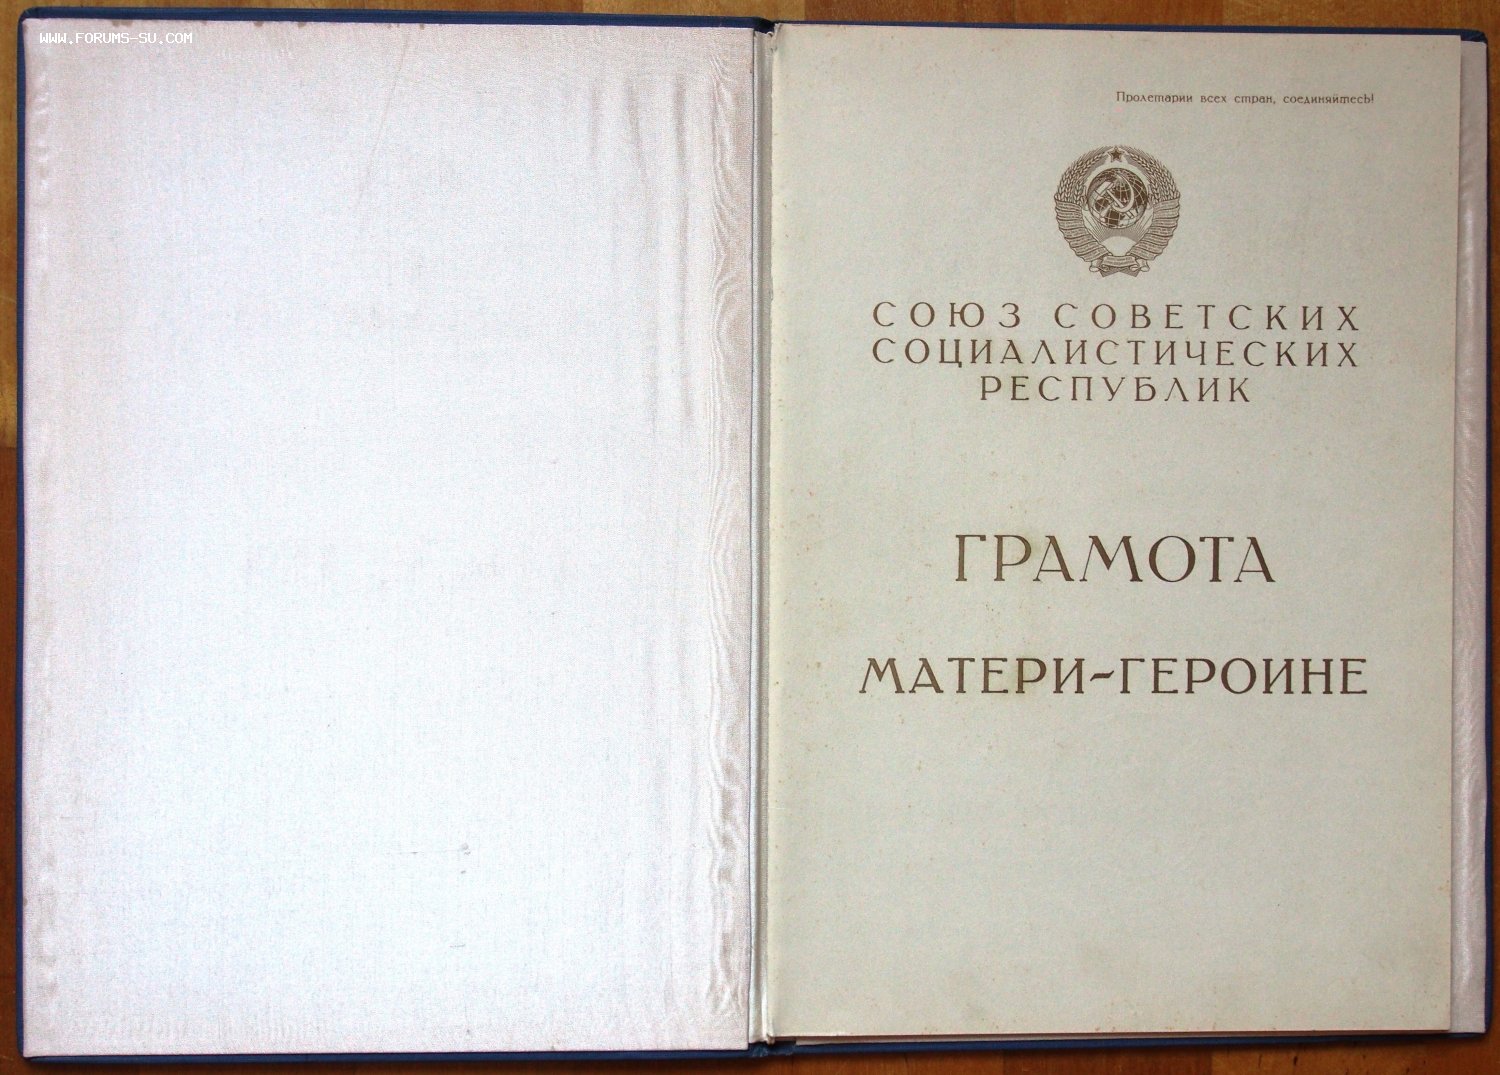 WWW.FORUMS-SU.COM
Пролетарии всех стран, соединяйтесь!
СОЮЗ СОВЕТСКИХ
СОЦИАЛИСТИЧЕСКИХ
РЕСПУБЛИК
ГРАМОТА
МАТЕРИ-ГЕРОИНЕ